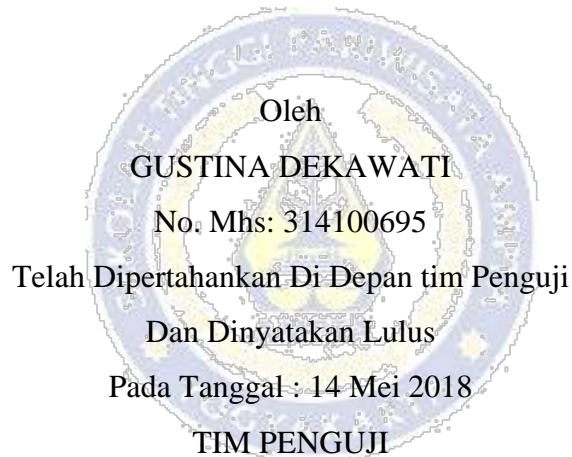 Oleh
GUSTINA DEKAWATI
No. Mhs: 314100695
Telah Dipertahankan Di Depan tim Penguji
Dan Dinyatakan Lulus
Pada Tanggal : 14 Mei 2018
TIM PENGUJI